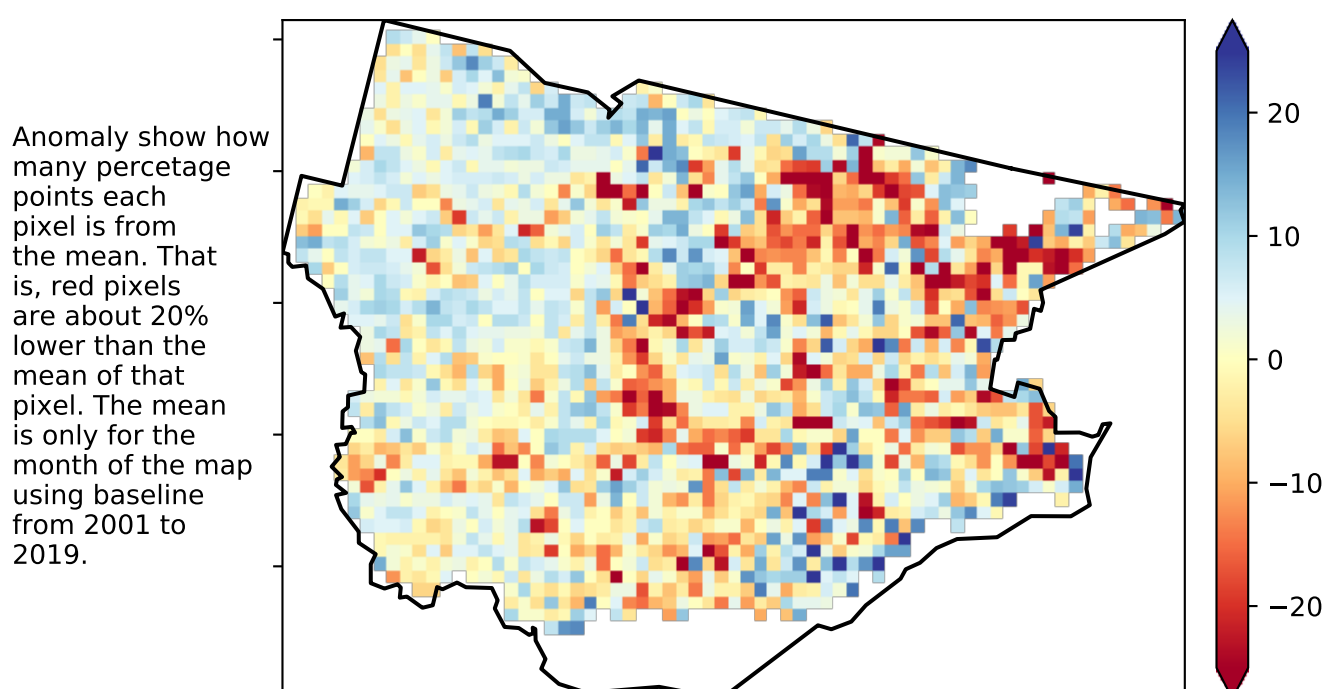 Anomaly show how
many percetage
points each
pixel is from
the mean. That
is, red pixels
are about 20%
lower than the
mean of that
pixel. The mean
is only for the
month of the map
using baseline
from 2001 to
2019.
20
10
0
−10
−20